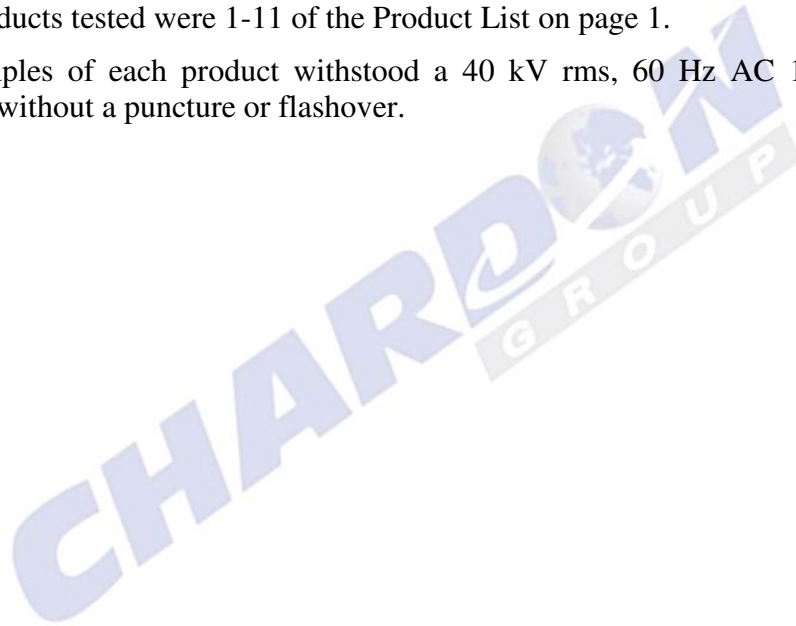 ducts tested were 1-11 of the Product List on page 1.
ples of each product withstood a 40 kV rms, 60 Hz AC 1
without a puncture or flashover.
CHARDON
GROUP